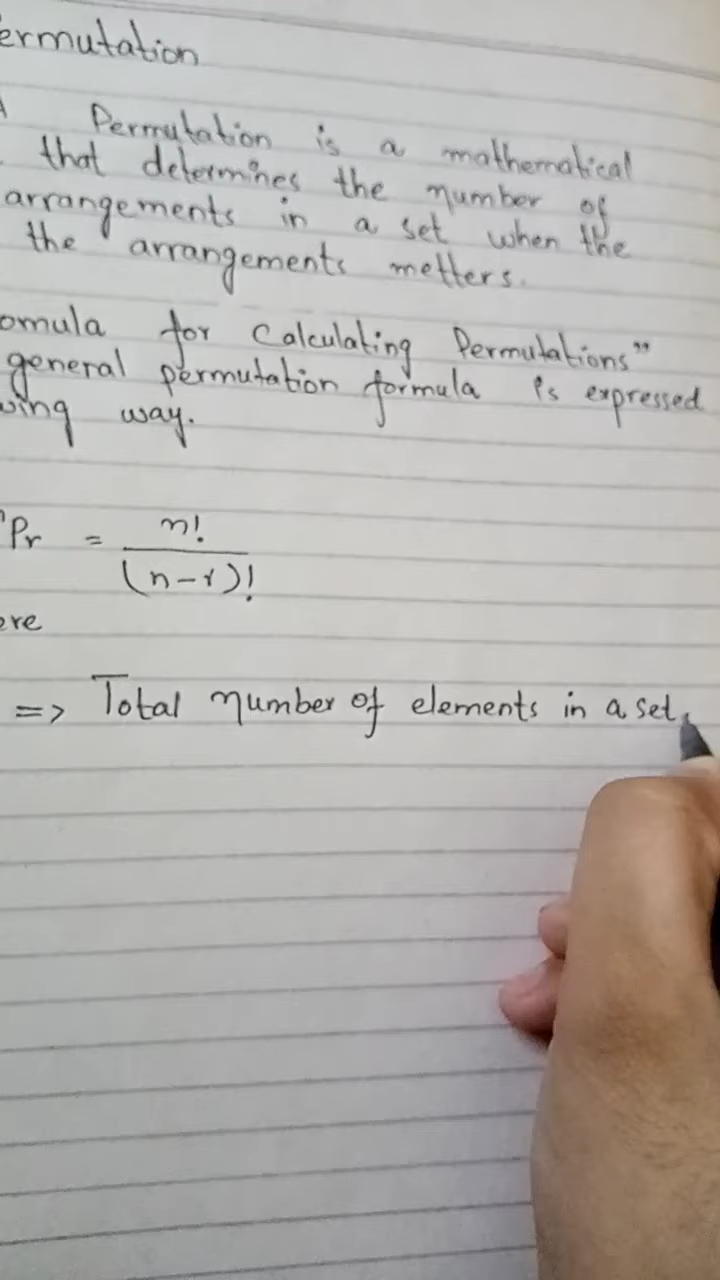 ermutation
Permutation is a mathematical
that determines the number of
arrangements in a set when the
the arrangements metters.
omula for Calculating Permutations"
general permutation formula is expressed
wing way.
ⁿPr = n!
(n-r)!
ere
=> Total number of elements in a set.